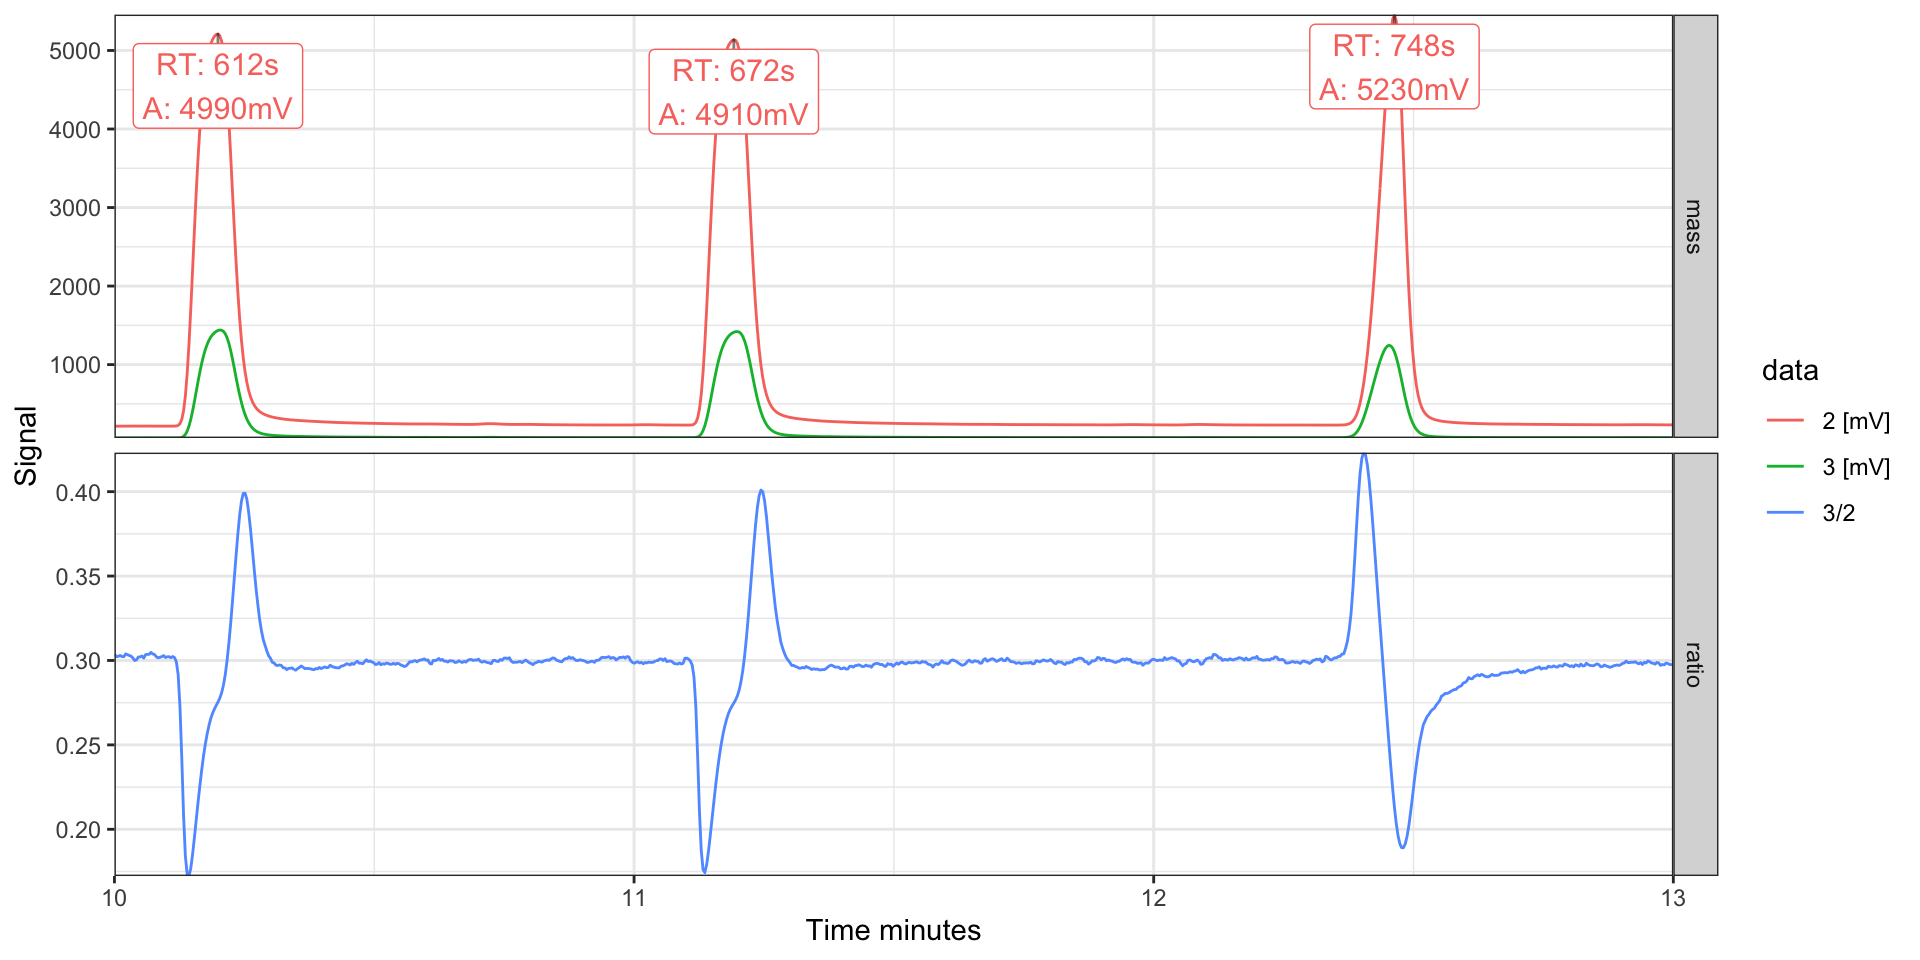 Signal
5000
4000
3000
2000
1000
RT: 612s
A: 4990mV
RT: 672s
A: 4910mV
RT: 748s
A: 5230mV
mass
0.40
0.35
0.30
0.25
0.20
ratio
10
11
12
13
Time minutes
data
2 [mV]
3 [mV]
3/2